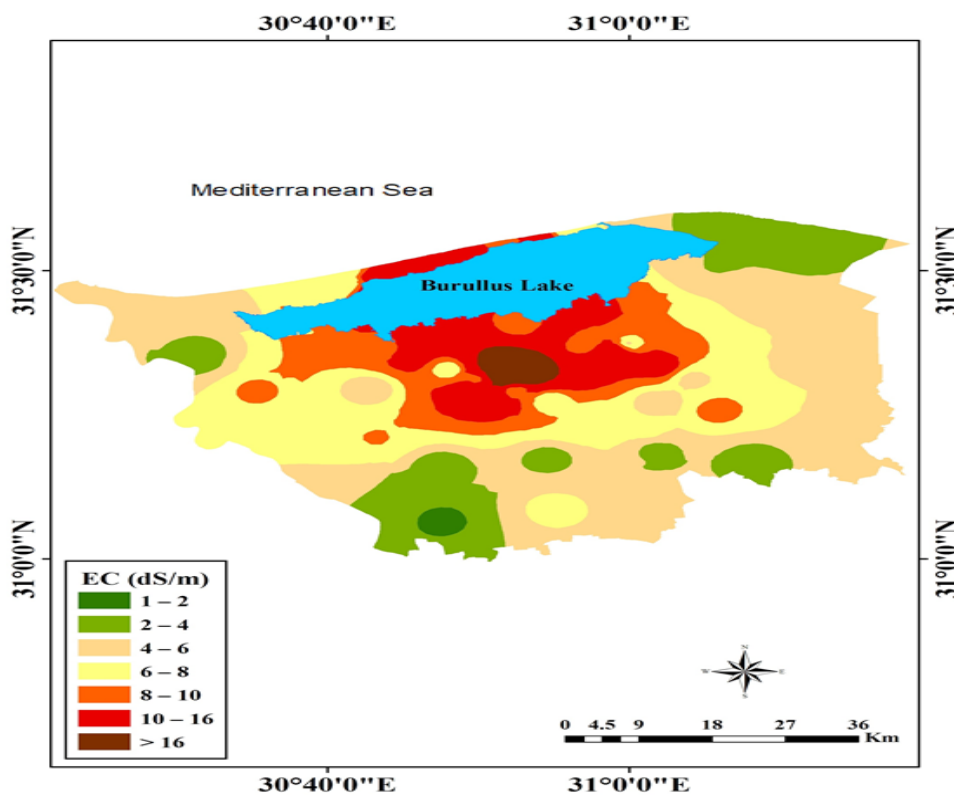 30°40'0"E 31°0'0"E
Mediterranean Sea
31°30'0"N
31°30'0"N
Burullus Lake
31°0'0"N
31°0'0"N
EC (dS/m)
1 – 2
2 – 4
4 – 6
6 – 8
8 – 10
10 – 16
> 16
N
W E
S
0 4.5 9 18 27 36
Km
30°40'0"E 31°0'0"E